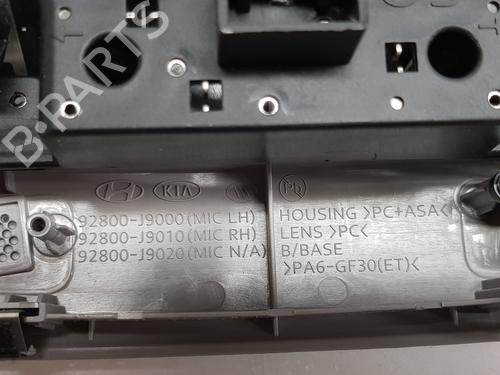 B-PARTS
KIA
Pb
92800-J9000(MIC LH)
92800-J9010(MIC RH)
92800-J9020(MIC N/A)
HOUSING >PC+ASA<
LENS >PC<
B/BASE
>PA6-GF30(ET)<